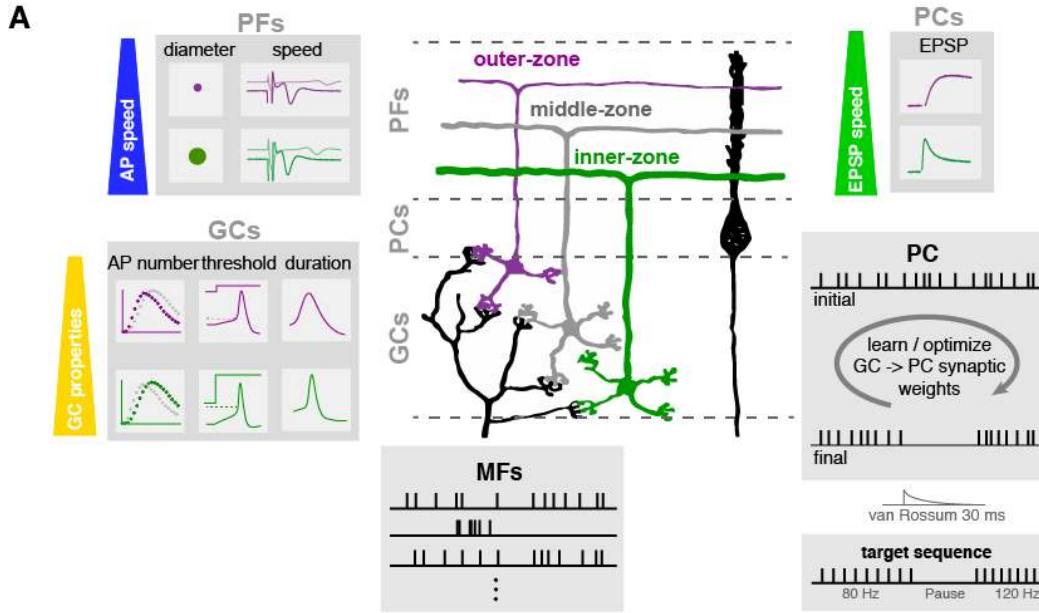 A
PFs
diameter
speed
AP speed
outer-zone
middle-zone
inner-zone
PFs
PCs
GCs
PCs
EPSP
EPSP speed
GCs
AP number
threshold
duration
GC properties
MFs
PC
initial
learn / optimize
GC -> PC synaptic
weights
final
van Rossum 30 ms
target sequence
80 Hz
Pause
120 Hz